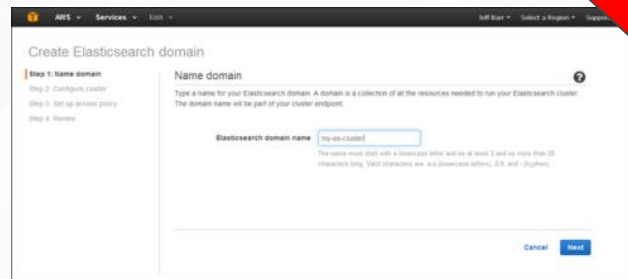 AWS Services Edit Jeff Barr Select a Region Support
Create Elasticsearch domain
Step 1: Name domain
Step 2: Configure cluster
Step 3: Set up access policy
Step 4: Review
Name domain
Type a name for your Elasticsearch domain. A domain is a collection of all the resources needed to run your Elasticsearch cluster.
The domain name will be part of your cluster endpoint.
Elasticsearch domain name my-es-cluster
The name must start with a lowercase letter and be at least 3 and no more than 28
characters long. Valid characters are a-z (lowercase letters), 0-9, and - (hyphen).
Cancel Next